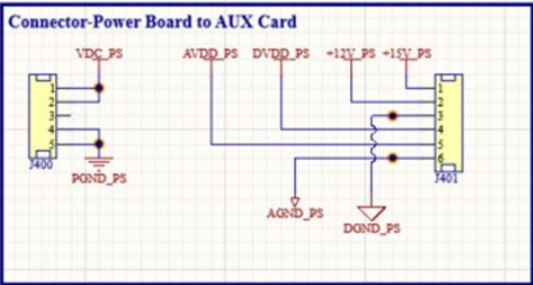 Connector-Power Board to AUX Card
VDC_PS
AVDD_PS DVDD_PS +12V_PS +15V_PS
1
2
3
4
5
J400
PGND_PS
1
2
3
4
5
6
J401
AGND_PS
DGND_PS